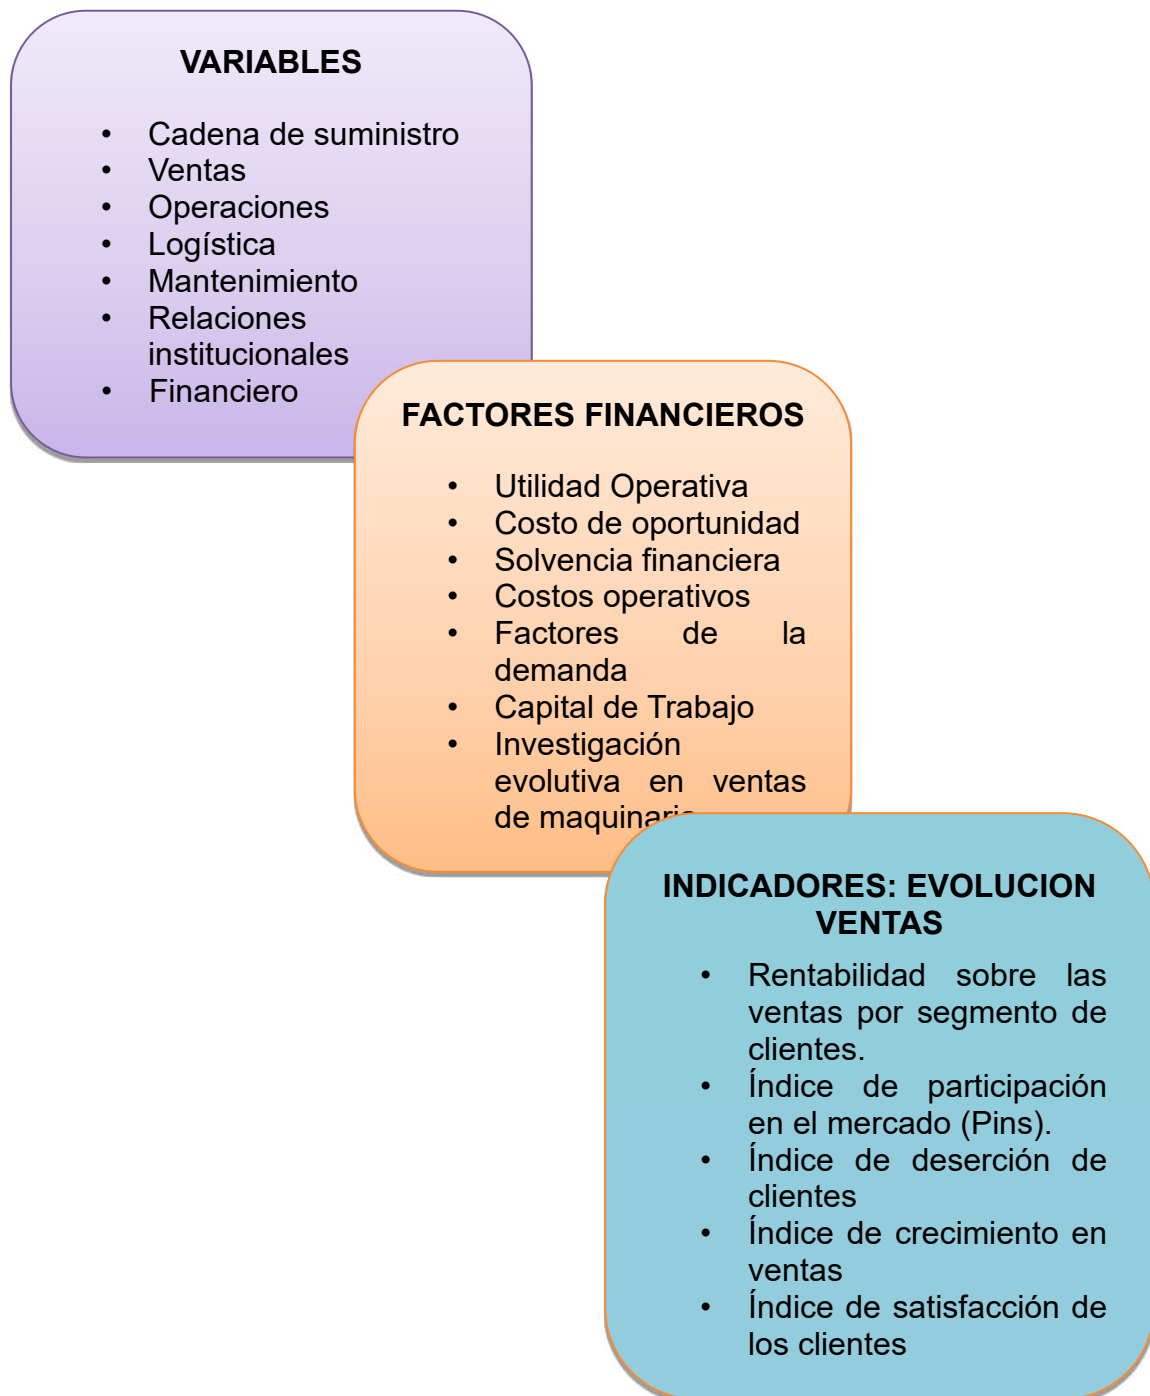 VARIABLES
• Cadena de suministro
• Ventas
• Operaciones
• Logística
• Mantenimiento
• Relaciones
institucionales
• Financiero
FACTORES FINANCIEROS
• Utilidad Operativa
• Costo de oportunidad
• Solvencia financiera
• Costos operativos
• Factores de la
demanda
• Capital de Trabajo
• Investigación
evolutiva en ventas
de maquinaria
INDICADORES: EVOLUCION
VENTAS
• Rentabilidad sobre las
ventas por segmento de
clientes.
• Índice de participación
en el mercado (Pins).
• Índice de deserción de
clientes
• Índice de crecimiento en
ventas
• Índice de satisfacción de
los clientes